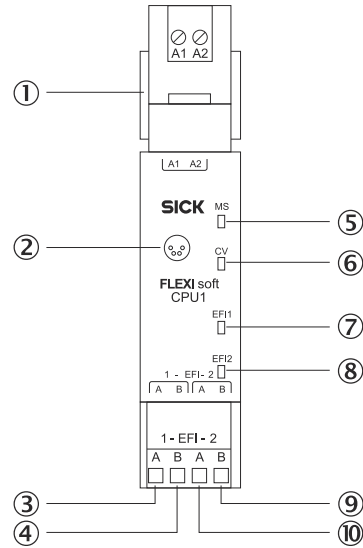 A1 A2
①
A1 A2
SICK MS
⑤
②
CV
⑥
FLEXI soft
CPU1
EFI1
⑦
EFI2
⑧
1 - EFI - 2
A B A B
1 - EFI - 2
A B A B
③
⑨
④
⑩